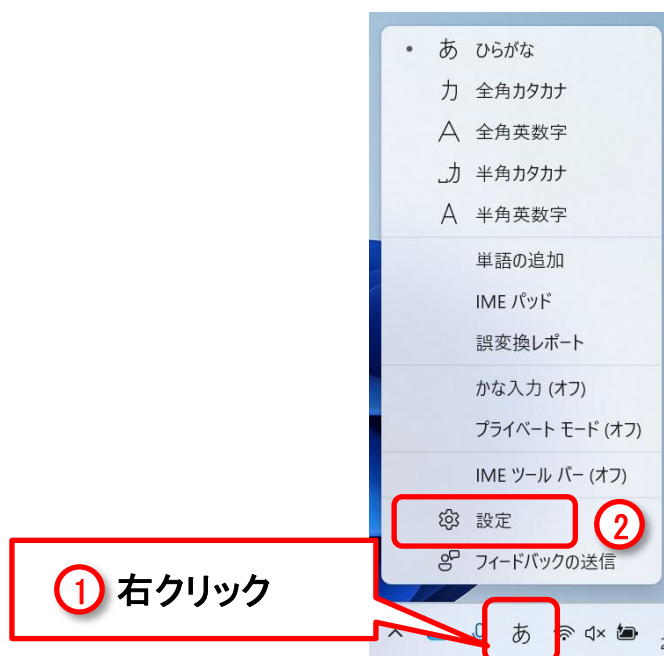 あ ひらがな
カ 全角カタカナ
A 全角英数字
カ 半角カタカナ
A 半角英数字
単語の追加
IME パッド
誤変換レポート
かな入力 (オフ)
プライベート モード (オフ)
IME ツール バー (オフ)
設定 2
フィードバックの送信
1 右クリック
あ